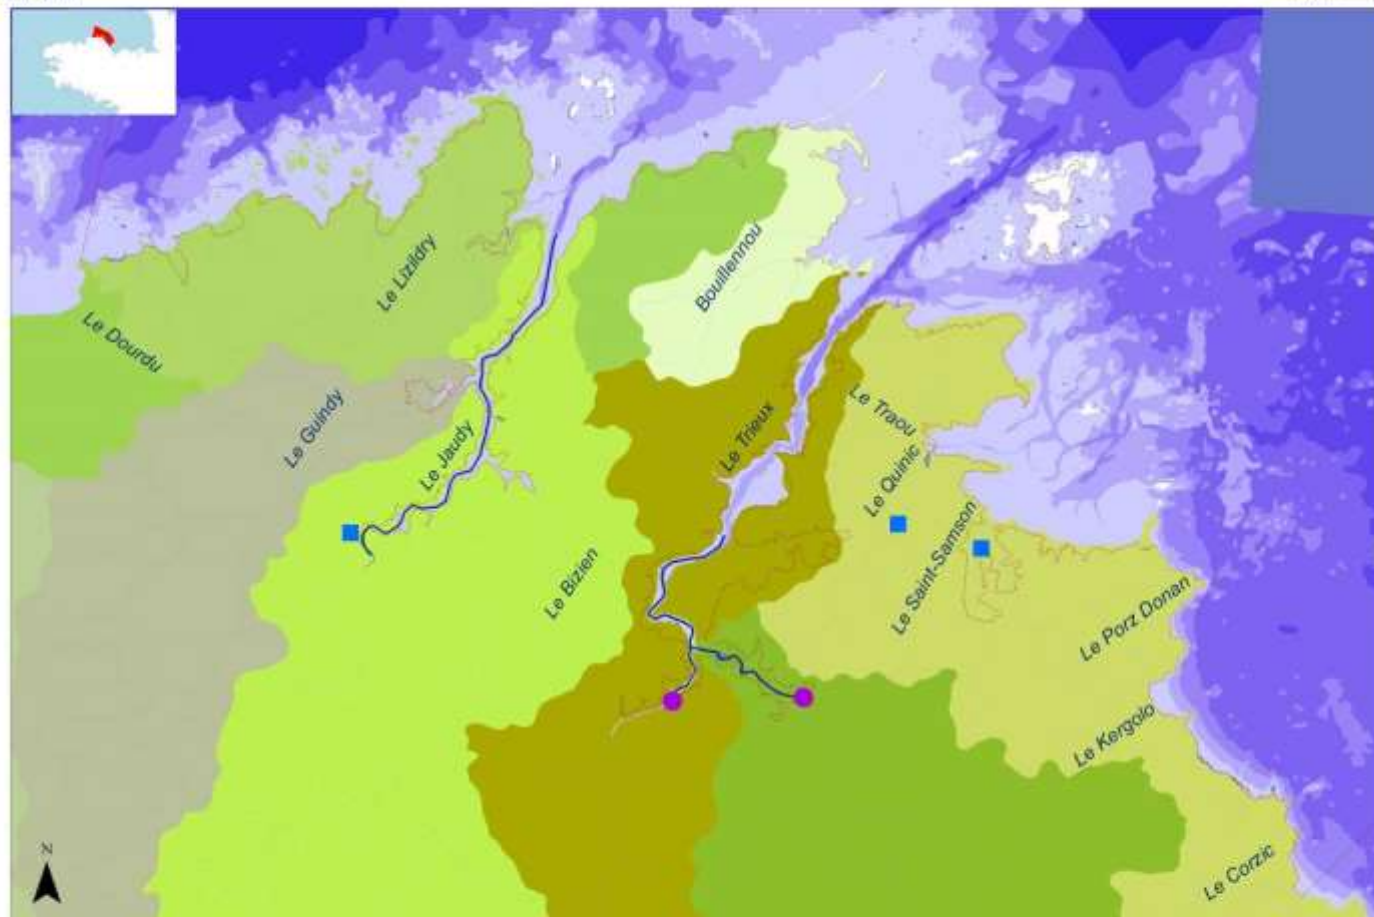 Le Lizildry
Bouillennou
Le Dourdu
Le Guindy
Le Jaudy
Le Trieux
Le Traou
Le Quinic
Le Saint-Samson
Le Bizien
Le Porz Donan
Le Kergolo
Le Corzic
N